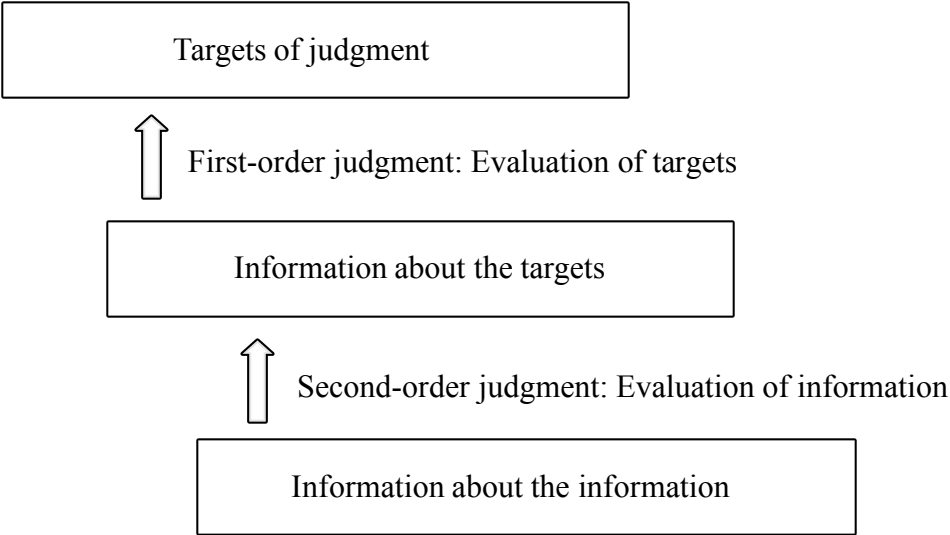 Targets of judgment
First-order judgment: Evaluation of targets
Information about the targets
Second-order judgment: Evaluation of information
Information about the information